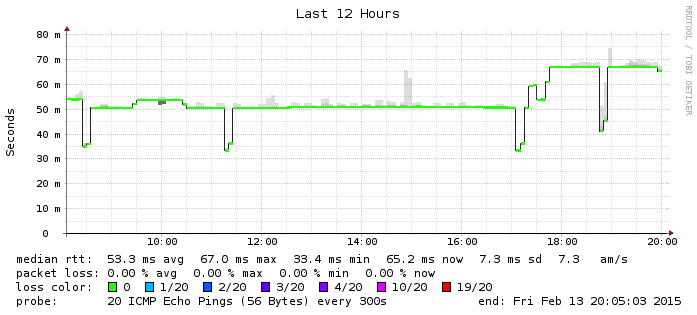 Last 12 Hours
RRDTOOL / TOBI OETIKER
Seconds
80 m
70 m
60 m
50 m
40 m
30 m
20 m
10 m
0
10:00 12:00 14:00 16:00 18:00 20:00
median rtt: 53.3 ms avg 67.0 ms max 33.4 ms min 65.2 ms now 7.3 ms sd 7.3 am/s
packet loss: 0.00 % avg 0.00 % max 0.00 % min 0.00 % now
loss color: 0 1/20 2/20 3/20 4/20 10/20 19/20
probe: 20 ICMP Echo Pings (56 Bytes) every 300s end: Fri Feb 13 20:05:03 2015